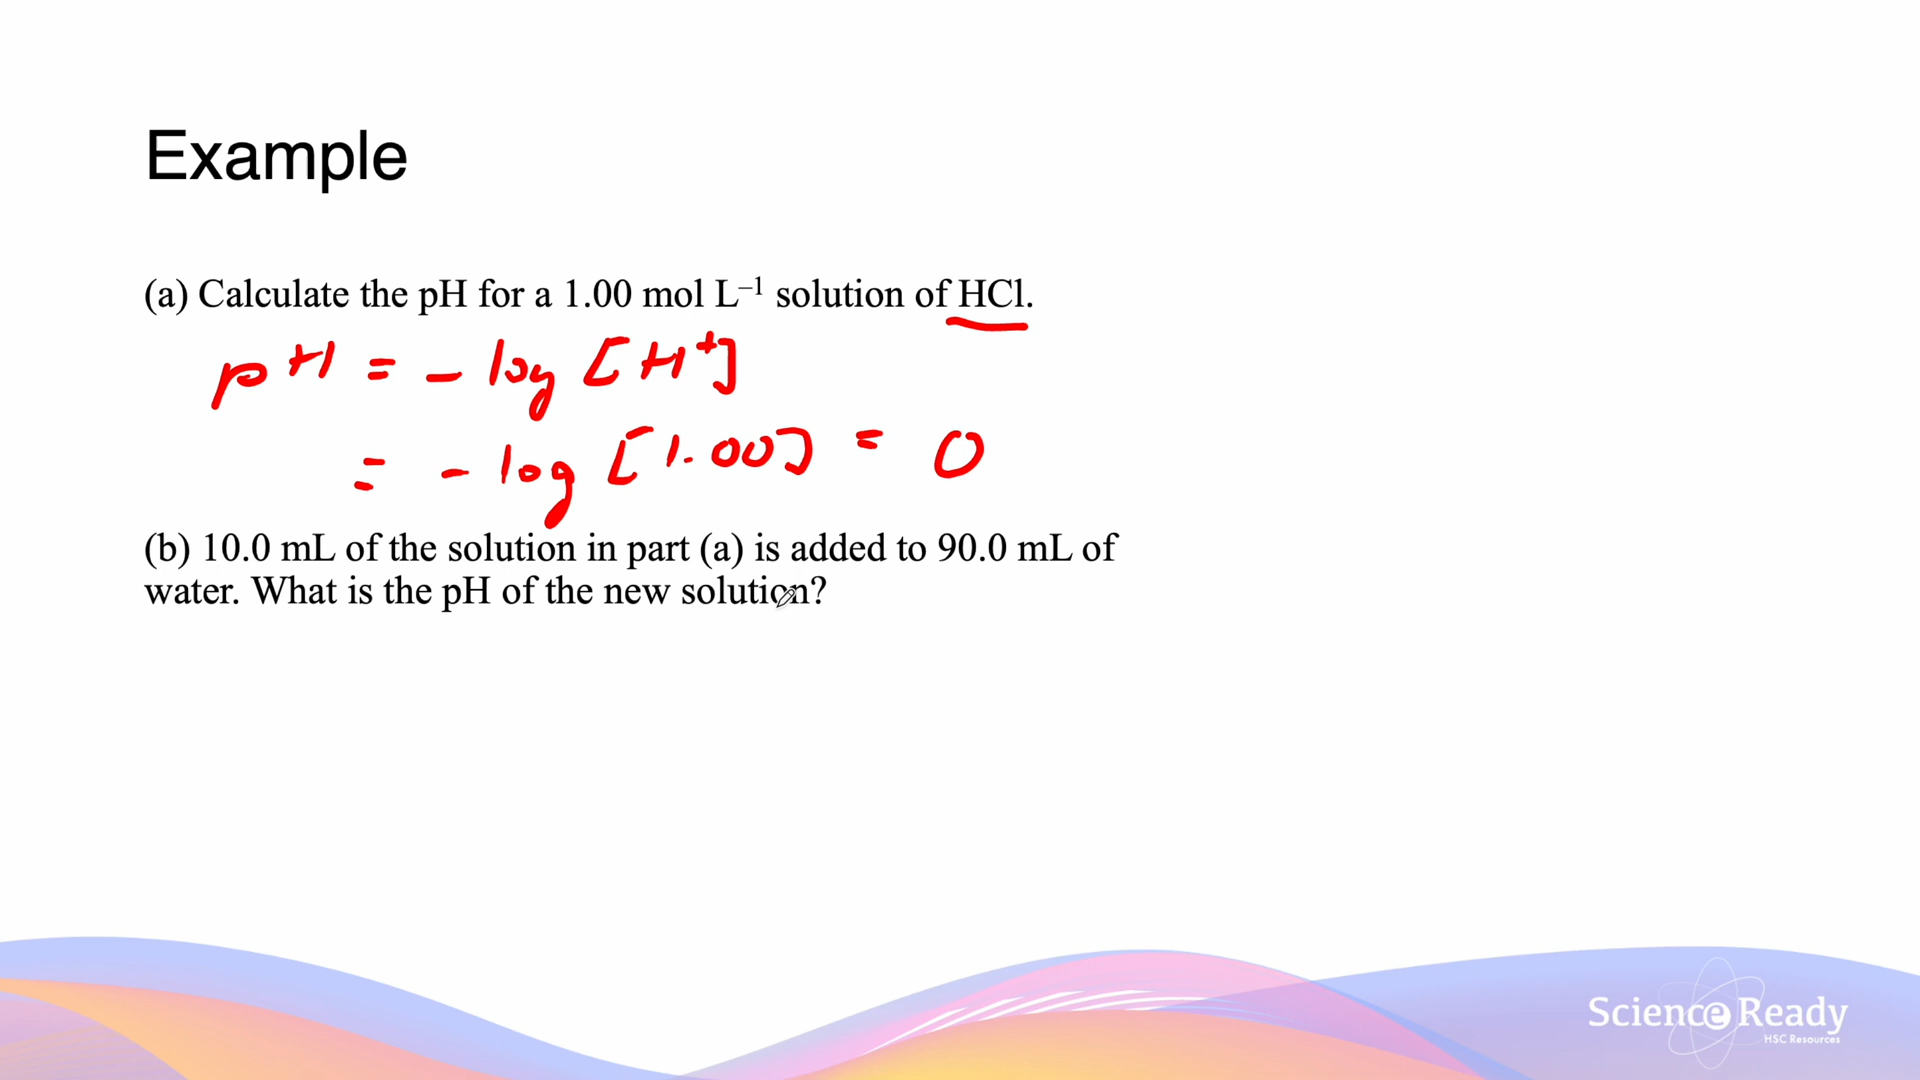 Example
(a) Calculate the pH for a 1.00 mol L⁻¹ solution of HCl.
pH = - log [H⁺]
= - log [1.00] = 0
(b) 10.0 mL of the solution in part (a) is added to 90.0 mL of
water. What is the pH of the new solution?
Science Ready
HSC Resources